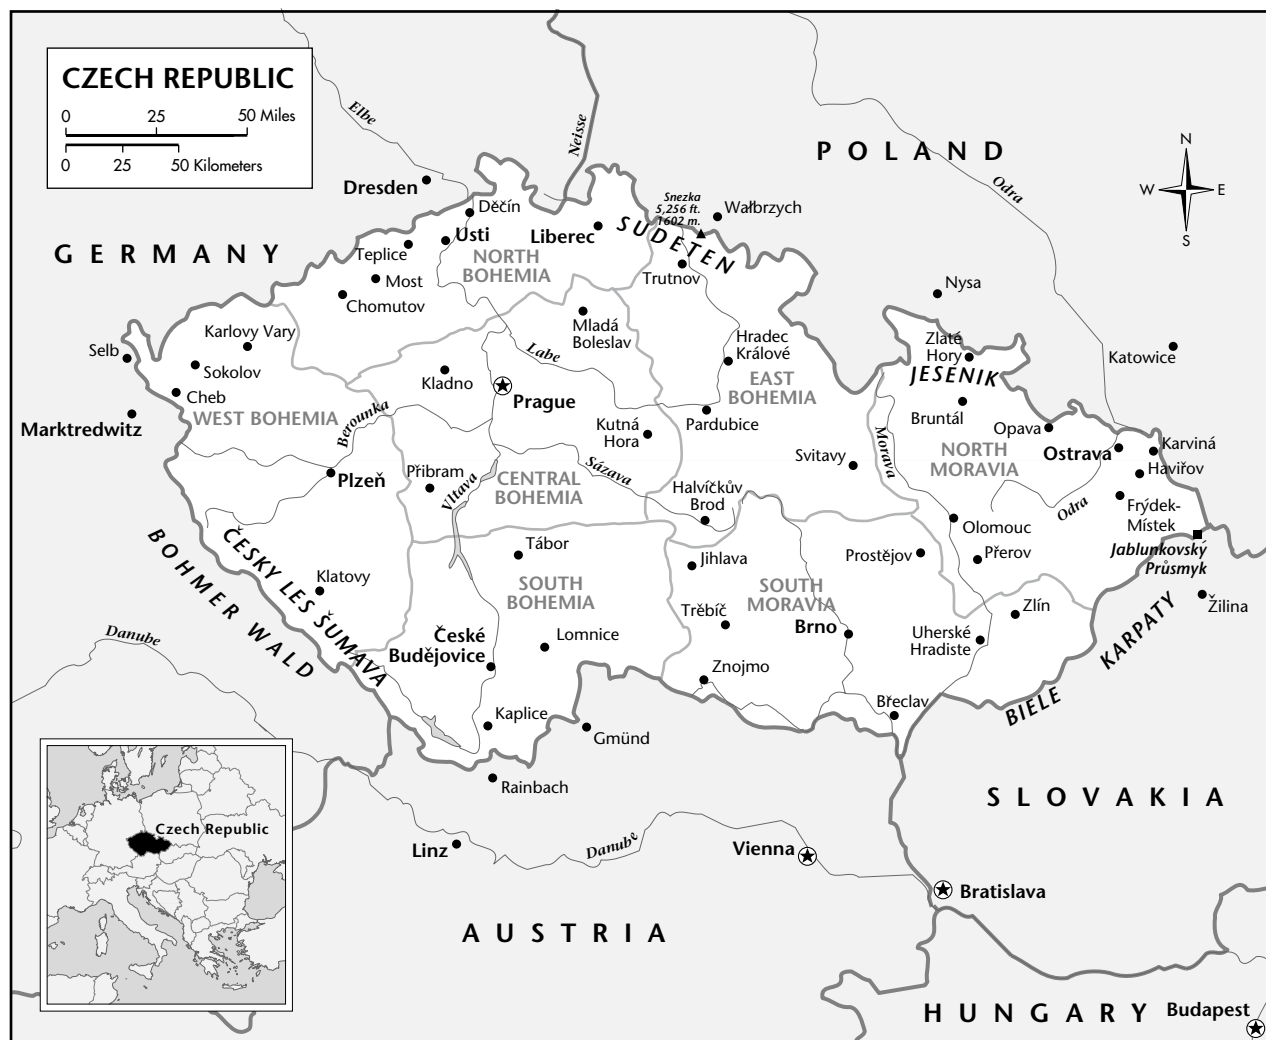 CZECH REPUBLIC
0 25 50 Miles
0 25 50 Kilometers
Elbe
Neisse
POLAND
Odra
N
W E
S
Dresden
Děčín
Snezka
5,256 ft.
1602 m.
Wałbrzych
GERMANY
Teplice
Usti
Liberec
SUDETEN
NORTH
BOHEMIA
Most
Chomutov
Trutnov
Nysa
Karlovy Vary
Mladá
Boleslav
Hradec
Králové
Zlaté
Hory
Katowice
Selb
Sokolov
Labe
Kladno
JESENIK
Cheb
Prague
EAST
BOHEMIA
WEST BOHEMIA
Berounka
Marktredwitz
Kutná
Hora
Pardubice
Bruntál
Opava
Morava
NORTH
MORAVIA
Ostrava
Karviná
Haviřov
Plzeň
Přibram
Vltava
CENTRAL
BOHEMIA
Sázava
Svitavy
Halvíčkův
Brod
Odra
Frýdek-
Místek
Olomouc
ČESKY LES ŠUMAVA
BOHMER WALD
Tábor
Jihlava
Prostějov
Přerov
Jablunkovský
Průsmyk
Klatovy
SOUTH
BOHEMIA
SOUTH
MORAVIA
Žilina
Danube
Třebíč
Zlín
České
Budějovice
Lomnice
Brno
Uherské
Hradiste
BIELE KARPATY
Znojmo
Břeclav
Kaplice
Gmünd
Rainbach
SLOVAKIA
Czech Republic
Linz
Danube
Vienna
Bratislava
AUSTRIA
HUNGARY
Budapest